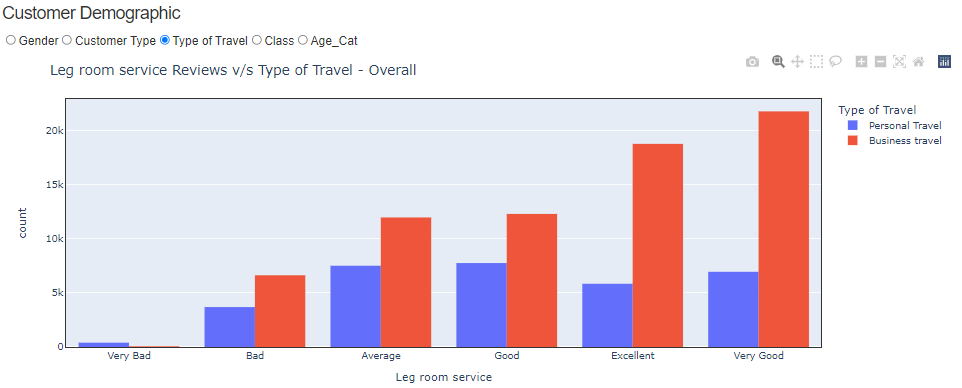 Customer Demographic
Gender Customer Type Type of Travel Class Age_Cat
Leg room service Reviews v/s Type of Travel - Overall
Type of Travel
Personal Travel
Business travel
20k
15k
10k
5k
0
count
Very Bad Bad Average Good Excellent Very Good
Leg room service